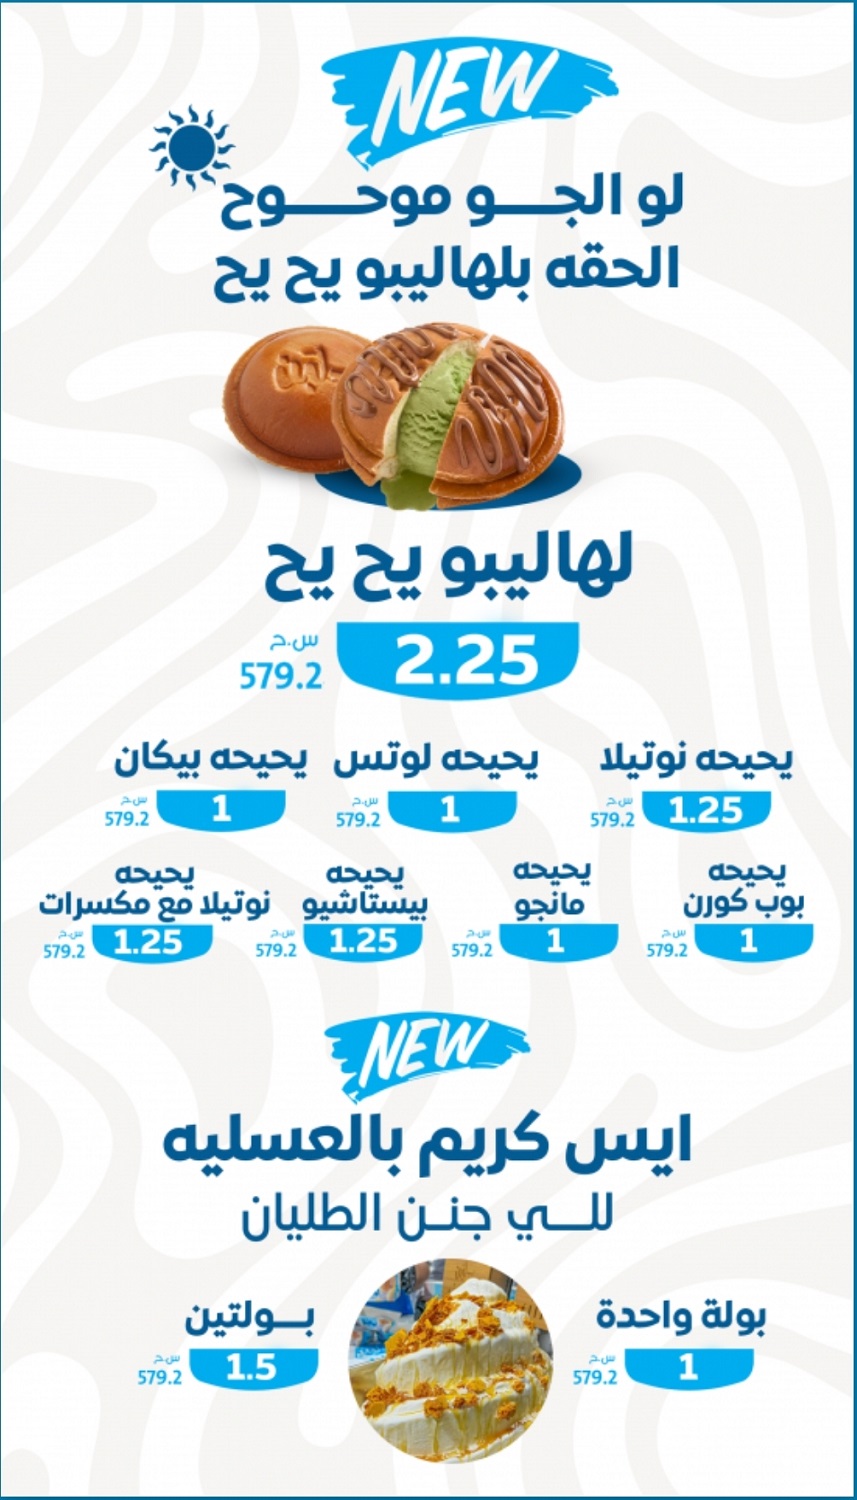 NEW
لو الجـــو موحـــوح
الحقه بلهاليبو يح يح
لبن
لهاليبو يح يح
2.25
س.ح
579.2
يحيحه نوتيلا
1.25
س.ح
579.2
يحيحه لوتس
1
س.ح
579.2
يحيحه بيكان
1
س.ح
579.2
يحيحه
بوب كورن
1
س.ح
579.2
يحيحه
مانجو
1
س.ح
579.2
يحيحه
بيستاشيو
1.25
س.ح
579.2
يحيحه
نوتيلا مع مكسرات
1.25
س.ح
579.2
NEW
ايس كريم بالعسليه
للـــي جنـن الطليان
بولة واحدة
1
س.ح
579.2
بـــولتين
1.5
س.ح
579.2